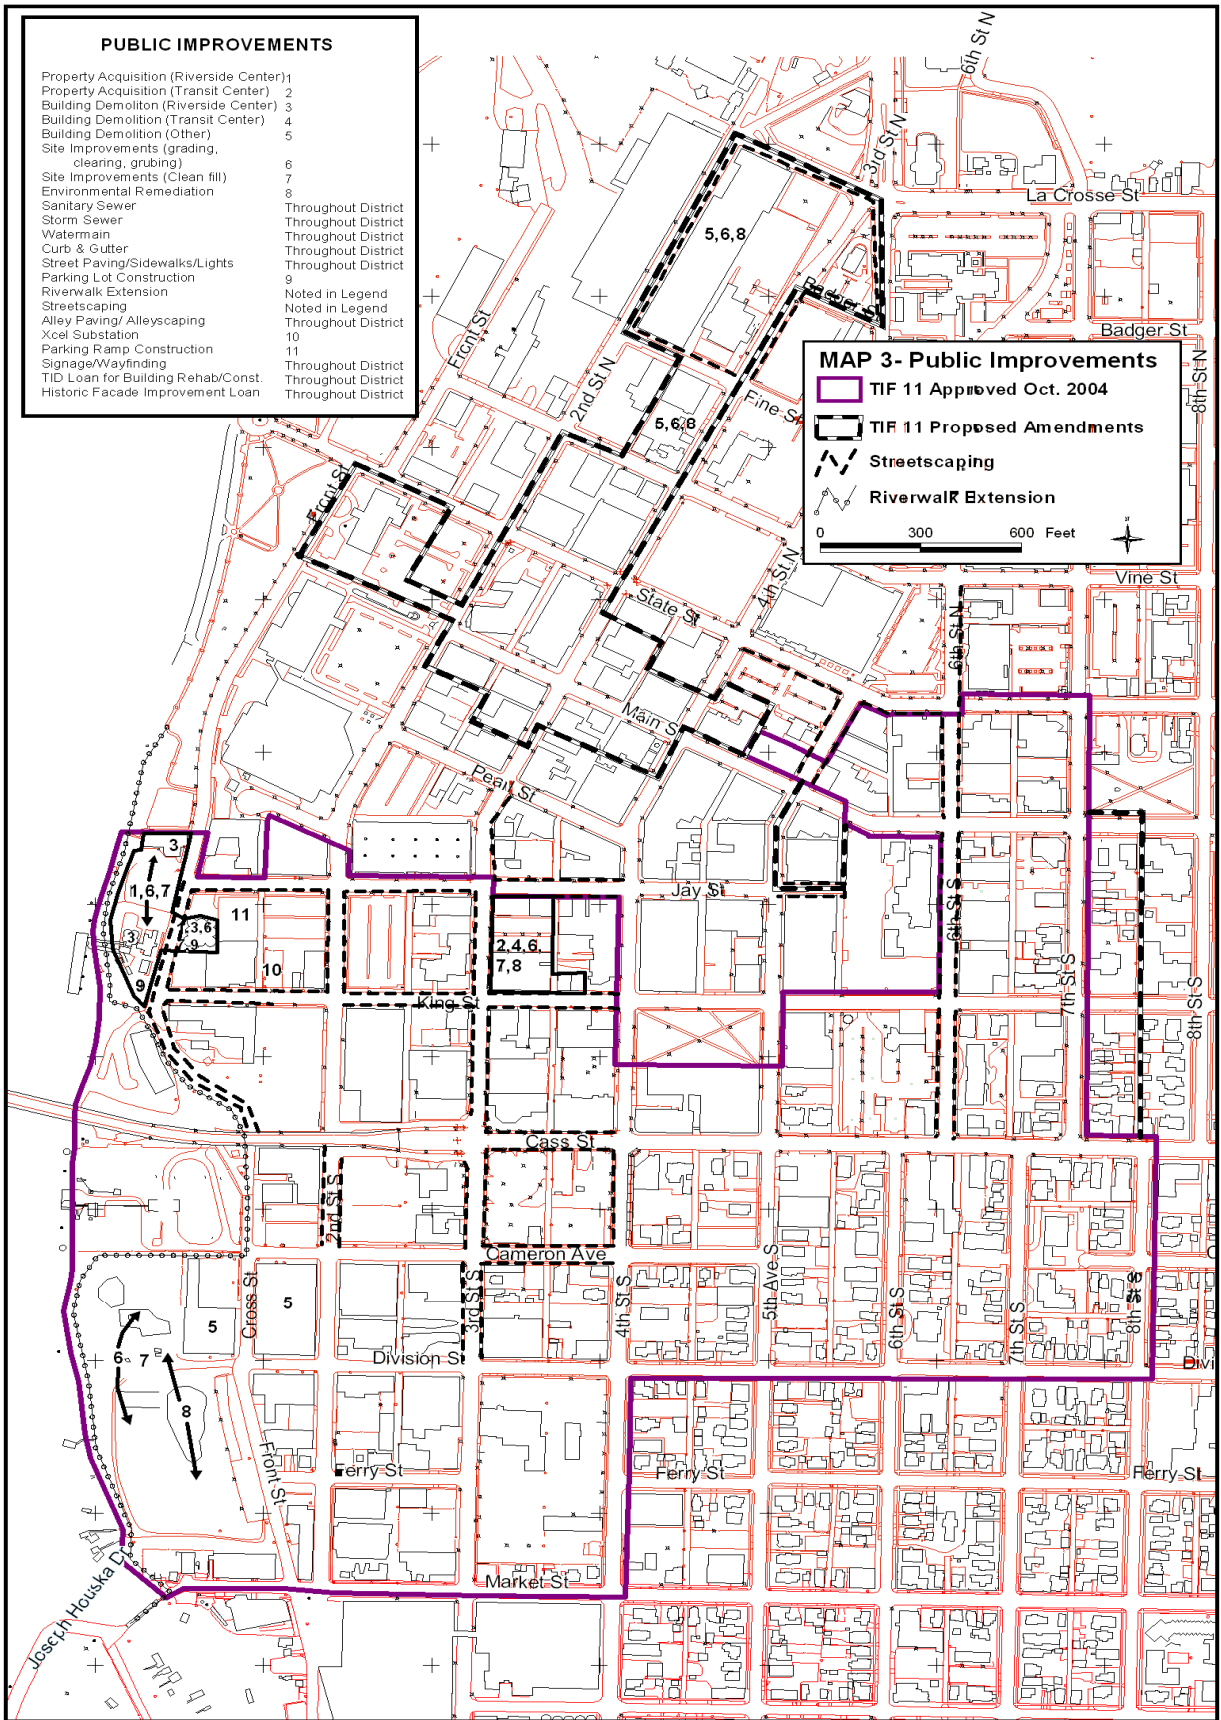 PUBLIC IMPROVEMENTS
Property Acquisition (Riverside Center) 1
Property Acquisition (Transit Center) 2
Building Demoliton (Riverside Center) 3
Building Demolition (Transit Center) 4
Building Demolition (Other) 5
Site Improvements (grading,
clearing, grubing) 6
Site Improvements (Clean fill) 7
Environmental Remediation 8
Sanitary Sewer Throughout District
Storm Sewer Throughout District
Watermain Throughout District
Curb & Gutter Throughout District
Street Paving/Sidewalks/Lights Throughout District
Parking Lot Construction 9
Riverwalk Extension Noted in Legend
Streetscaping Noted in Legend
Alley Paving/ Alleyscaping Throughout District
Xcel Substation 10
Parking Ramp Construction 11
Signage/Wayfinding Throughout District
TID Loan for Building Rehab/Const. Throughout District
Historic Facade Improvement Loan Throughout District
6th St N
3rd St N
La Crosse St
5,6,8
Badger St
Badger St
8th St N
Front St
2nd St N
Fine St
5,6,8
MAP 3- Public Improvements
TIF 11 Approved Oct. 2004
TIF 11 Proposed Amendments
Streetscaping
Riverwalk Extension
0 300 600 Feet
Front St
Vine St
4th St N
State St
6th St N
Main S
Pearl St
3
1,6,7
11
3,6
9
3
9
10
Jay St
2,4,6,
7,8
King St
6th St S
7th St S
8th St S
Cass St
2nd St S
Cameron Ave
Cross St
5
5
3rd St S
4th St S
5th Ave S
6th St S
7th St S
8th St S
6
7
8
Division St
Divi
Front St
Ferry St
Ferry St
Ferry St
Market St
Joseph Houska Dr